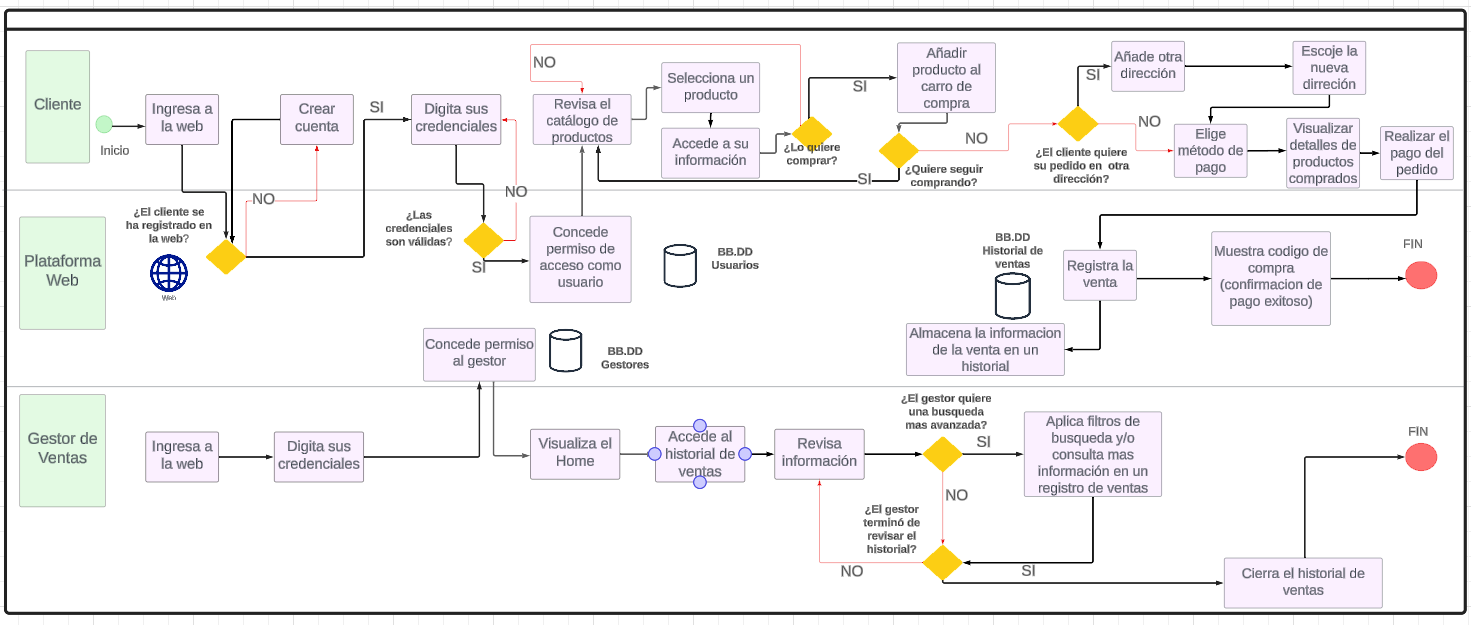 Cliente
Inicio
Ingresa a
la web
Crear
cuenta
SI
Digita sus
credenciales
NO
Revisa el
catálogo de
productos
Selecciona un
producto
Accede a su
información
¿Lo quiere
comprar?
SI
Añadir
producto al
carro de
compra
NO
¿Quiere seguir
comprando?
SI
SI
Añade otra
dirección
Escoje la
nueva
direción
NO
¿El cliente quiere
su pedido en otra
dirección?
Elige
método de
pago
Visualizar
detalles de
productos
comprados
Realizar el
pago del
pedido
Plataforma
Web
¿El cliente se
ha registrado en
la web?
NO
Web
¿Las
credenciales
son válidas?
NO
SI
Concede
permiso de
acceso como
usuario
BB.DD
Usuarios
BB.DD
Historial de
ventas
Registra la
venta
Muestra codigo de
compra
(confirmacion de
pago exitoso)
FIN
Almacena la informacion
de la venta en un
historial
Concede permiso
al gestor
BB.DD
Gestores
Gestor de
Ventas
Ingresa a
la web
Digita sus
credenciales
Visualiza el
Home
Accede al
historial de
ventas
Revisa
información
¿El gestor quiere
una busqueda
mas avanzada?
SI
NO
Aplica filtros de
busqueda y/o
consulta mas
información en un
registro de ventas
FIN
¿El gestor
terminó de
revisar el
historial?
NO
SI
Cierra el historial de
ventas